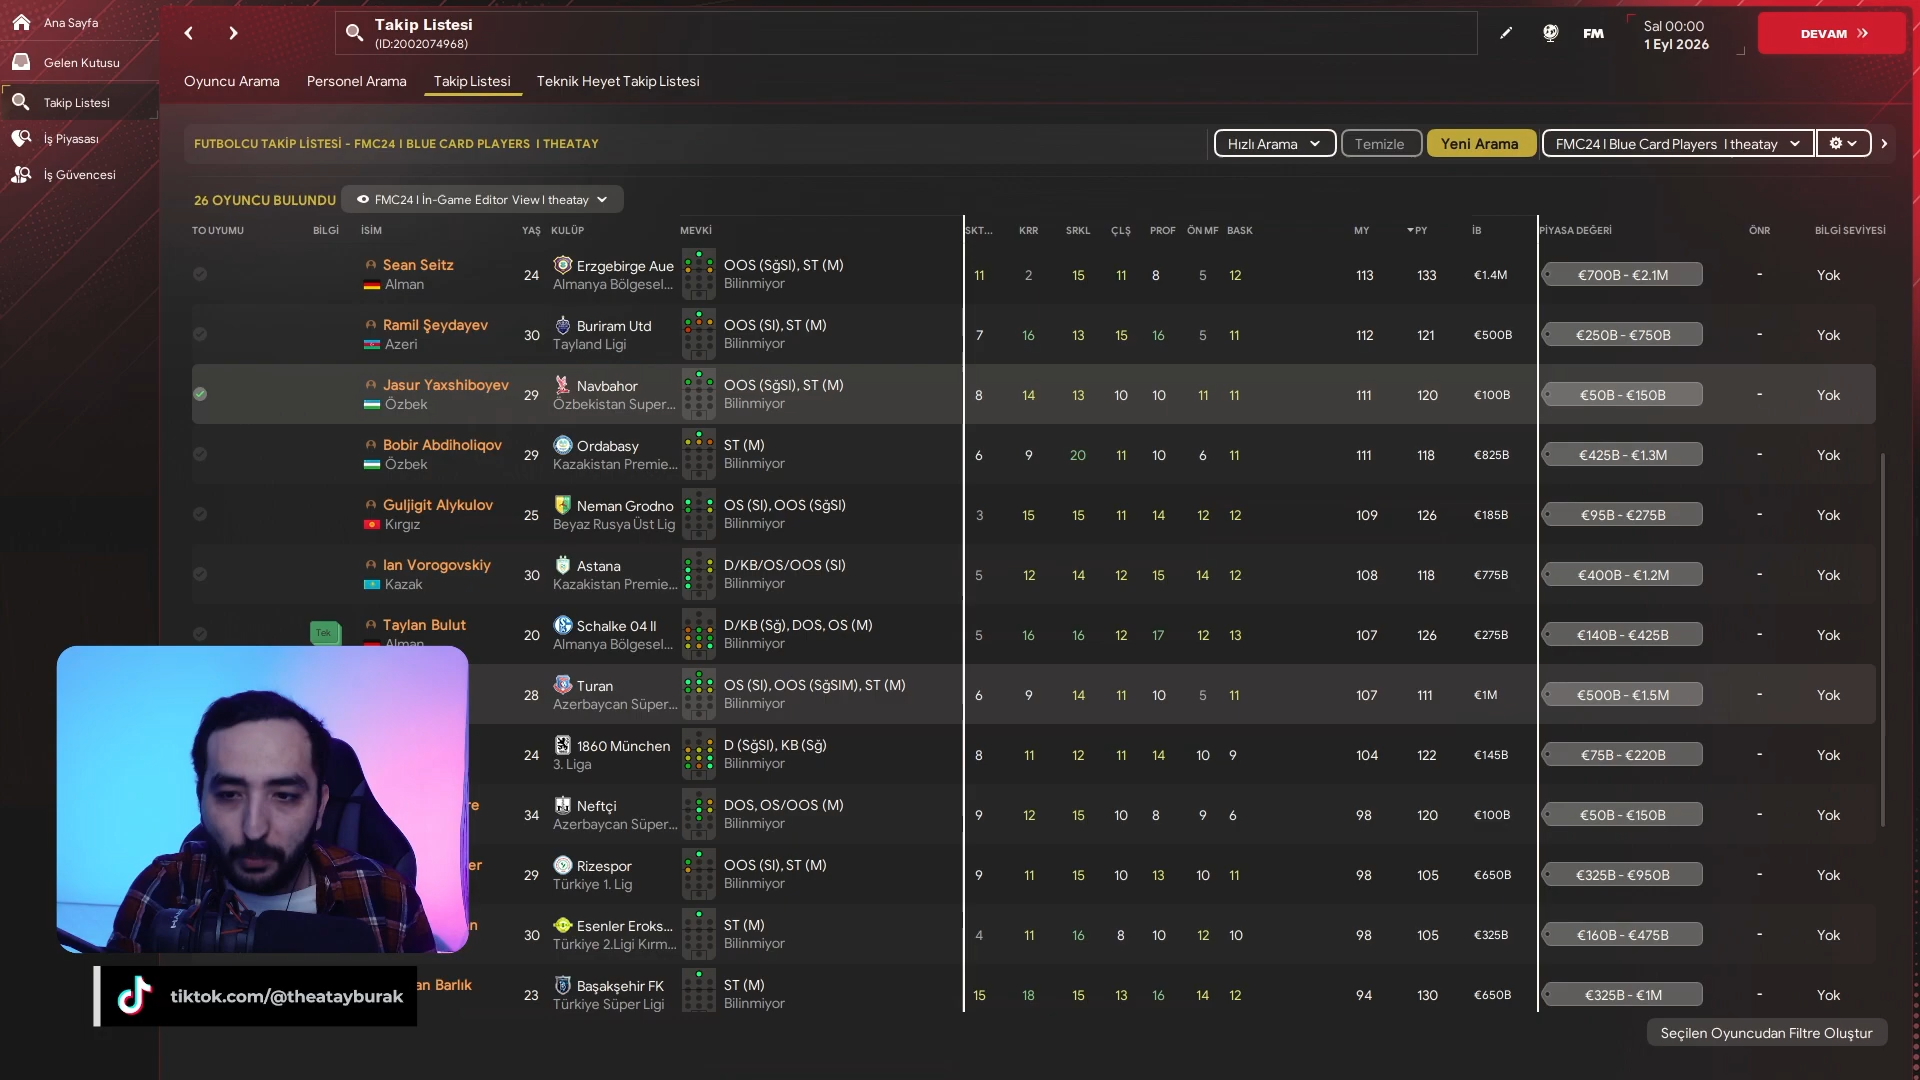 Ana Sayfa
Gelen Kutusu
Takip Listesi
İş Piyasası
İş Güvencesi
Takip Listesi
(ID:2002074968)
FM
Sal 00:00
1 Eyl 2026
DEVAM
Oyuncu Arama
Personel Arama
Takip Listesi
Teknik Heyet Takip Listesi
FUTBOLCU TAKİP LİSTESİ - FMC24 I BLUE CARD PLAYERS I THEATAY
Hızlı Arama
Temizle
Yeni Arama
FMC24 I Blue Card Players I theatay
26 OYUNCU BULUNDU
FMC24 I İn-Game Editor View I theatay
TO UYUMU BİLGİ İSİM YAŞ KULÜP MEVKİ SKT... KRR SRKL ÇLŞ PROF ÖN MF BASK MY PY İB PİYASA DEĞERİ ÖNR BİLGİ SEVİYESİ
Sean Seitz 24 Erzgebirge Aue OOS (SğSl), ST (M) 11 2 15 11 8 5 12 113 133 €1.4M €700B - €2.1M - Yok
Alman Almanya Bölgesel... Bilinmiyor
Ramil Şeydayev 30 Buriram Utd OOS (Sl), ST (M) 7 16 13 15 16 5 11 112 121 €500B €250B - €750B - Yok
Azeri Tayland Ligi Bilinmiyor
Jasur Yaxshiboyev 29 Navbahor OOS (SğSl), ST (M) 8 14 13 10 10 11 11 111 120 €100B €50B - €150B - Yok
Özbek Özbekistan Super... Bilinmiyor
Bobir Abdiholiqov 29 Ordabasy ST (M) 6 9 20 11 10 6 11 111 118 €825B €425B - €1.3M - Yok
Özbek Kazakistan Premie... Bilinmiyor
Guljigit Alykulov 25 Neman Grodno OS (Sl), OOS (SğSl) 3 15 15 11 14 12 12 109 126 €185B €95B - €275B - Yok
Kırgız Beyaz Rusya Üst Lig Bilinmiyor
Ian Vorogovskiy 30 Astana D/KB/OS/OOS (Sl) 5 12 14 12 15 14 12 108 118 €775B €400B - €1.2M - Yok
Kazak Kazakistan Premie... Bilinmiyor
Tek Taylan Bulut 20 Schalke 04 II D/KB (Sğ), DOS, OS (M) 5 16 16 12 17 12 13 107 126 €275B €140B - €425B - Yok
Alman Almanya Bölgesel... Bilinmiyor
28 Turan OS (Sl), OOS (SğSlM), ST (M) 6 9 14 11 10 5 11 107 111 €1M €500B - €1.5M - Yok
Azerbaycan Süper... Bilinmiyor
24 1860 München D (SğSl), KB (Sğ) 8 11 12 11 14 10 9 104 122 €145B €75B - €220B - Yok
3. Liga Bilinmiyor
re 34 Neftçi DOS, OS/OOS (M) 9 12 15 10 8 9 6 98 120 €100B €50B - €150B - Yok
Azerbaycan Süper... Bilinmiyor
er 29 Rizespor OOS (Sl), ST (M) 9 11 15 10 13 10 11 98 105 €650B €325B - €950B - Yok
Türkiye 1. Lig Bilinmiyor
n 30 Esenler Eroks... ST (M) 4 11 16 8 10 12 10 98 105 €325B €160B - €475B - Yok
Türkiye 2.Ligi Kırm... Bilinmiyor
an Barlık 23 Başakşehir FK ST (M) 15 18 15 13 16 14 12 94 130 €650B €325B - €1M - Yok
Türkiye Süper Ligi Bilinmiyor
tiktok.com/@theatayburak
Seçilen Oyuncudan Filtre Oluştur